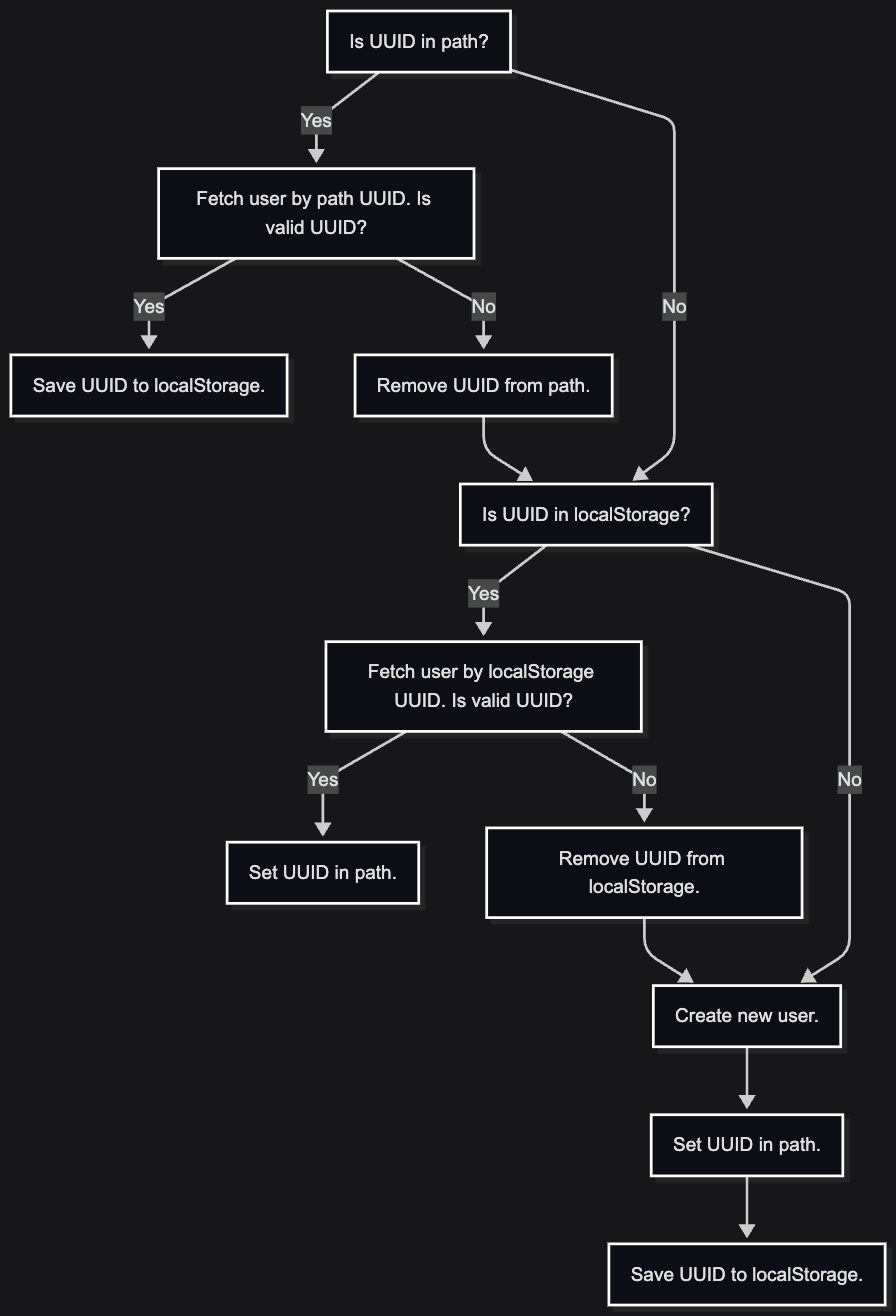 Is UUID in path?
Yes
Fetch user by path UUID. Is
valid UUID?
Yes
No
No
Save UUID to localStorage.
Remove UUID from path.
Is UUID in localStorage?
Yes
Fetch user by localStorage
UUID. Is valid UUID?
Yes
No
No
Set UUID in path.
Remove UUID from
localStorage.
Create new user.
Set UUID in path.
Save UUID to localStorage.